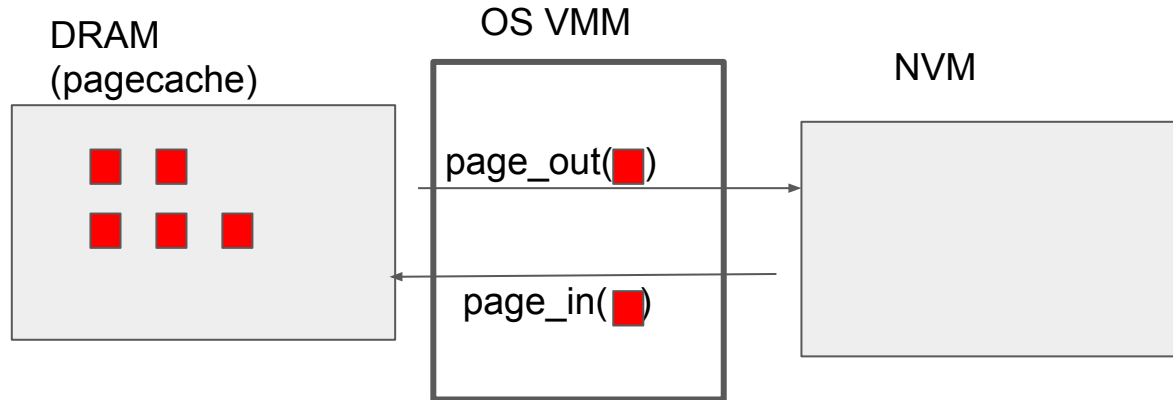 DRAM
(pagecache)
OS VMM
NVM
page_out( )
page_in( )